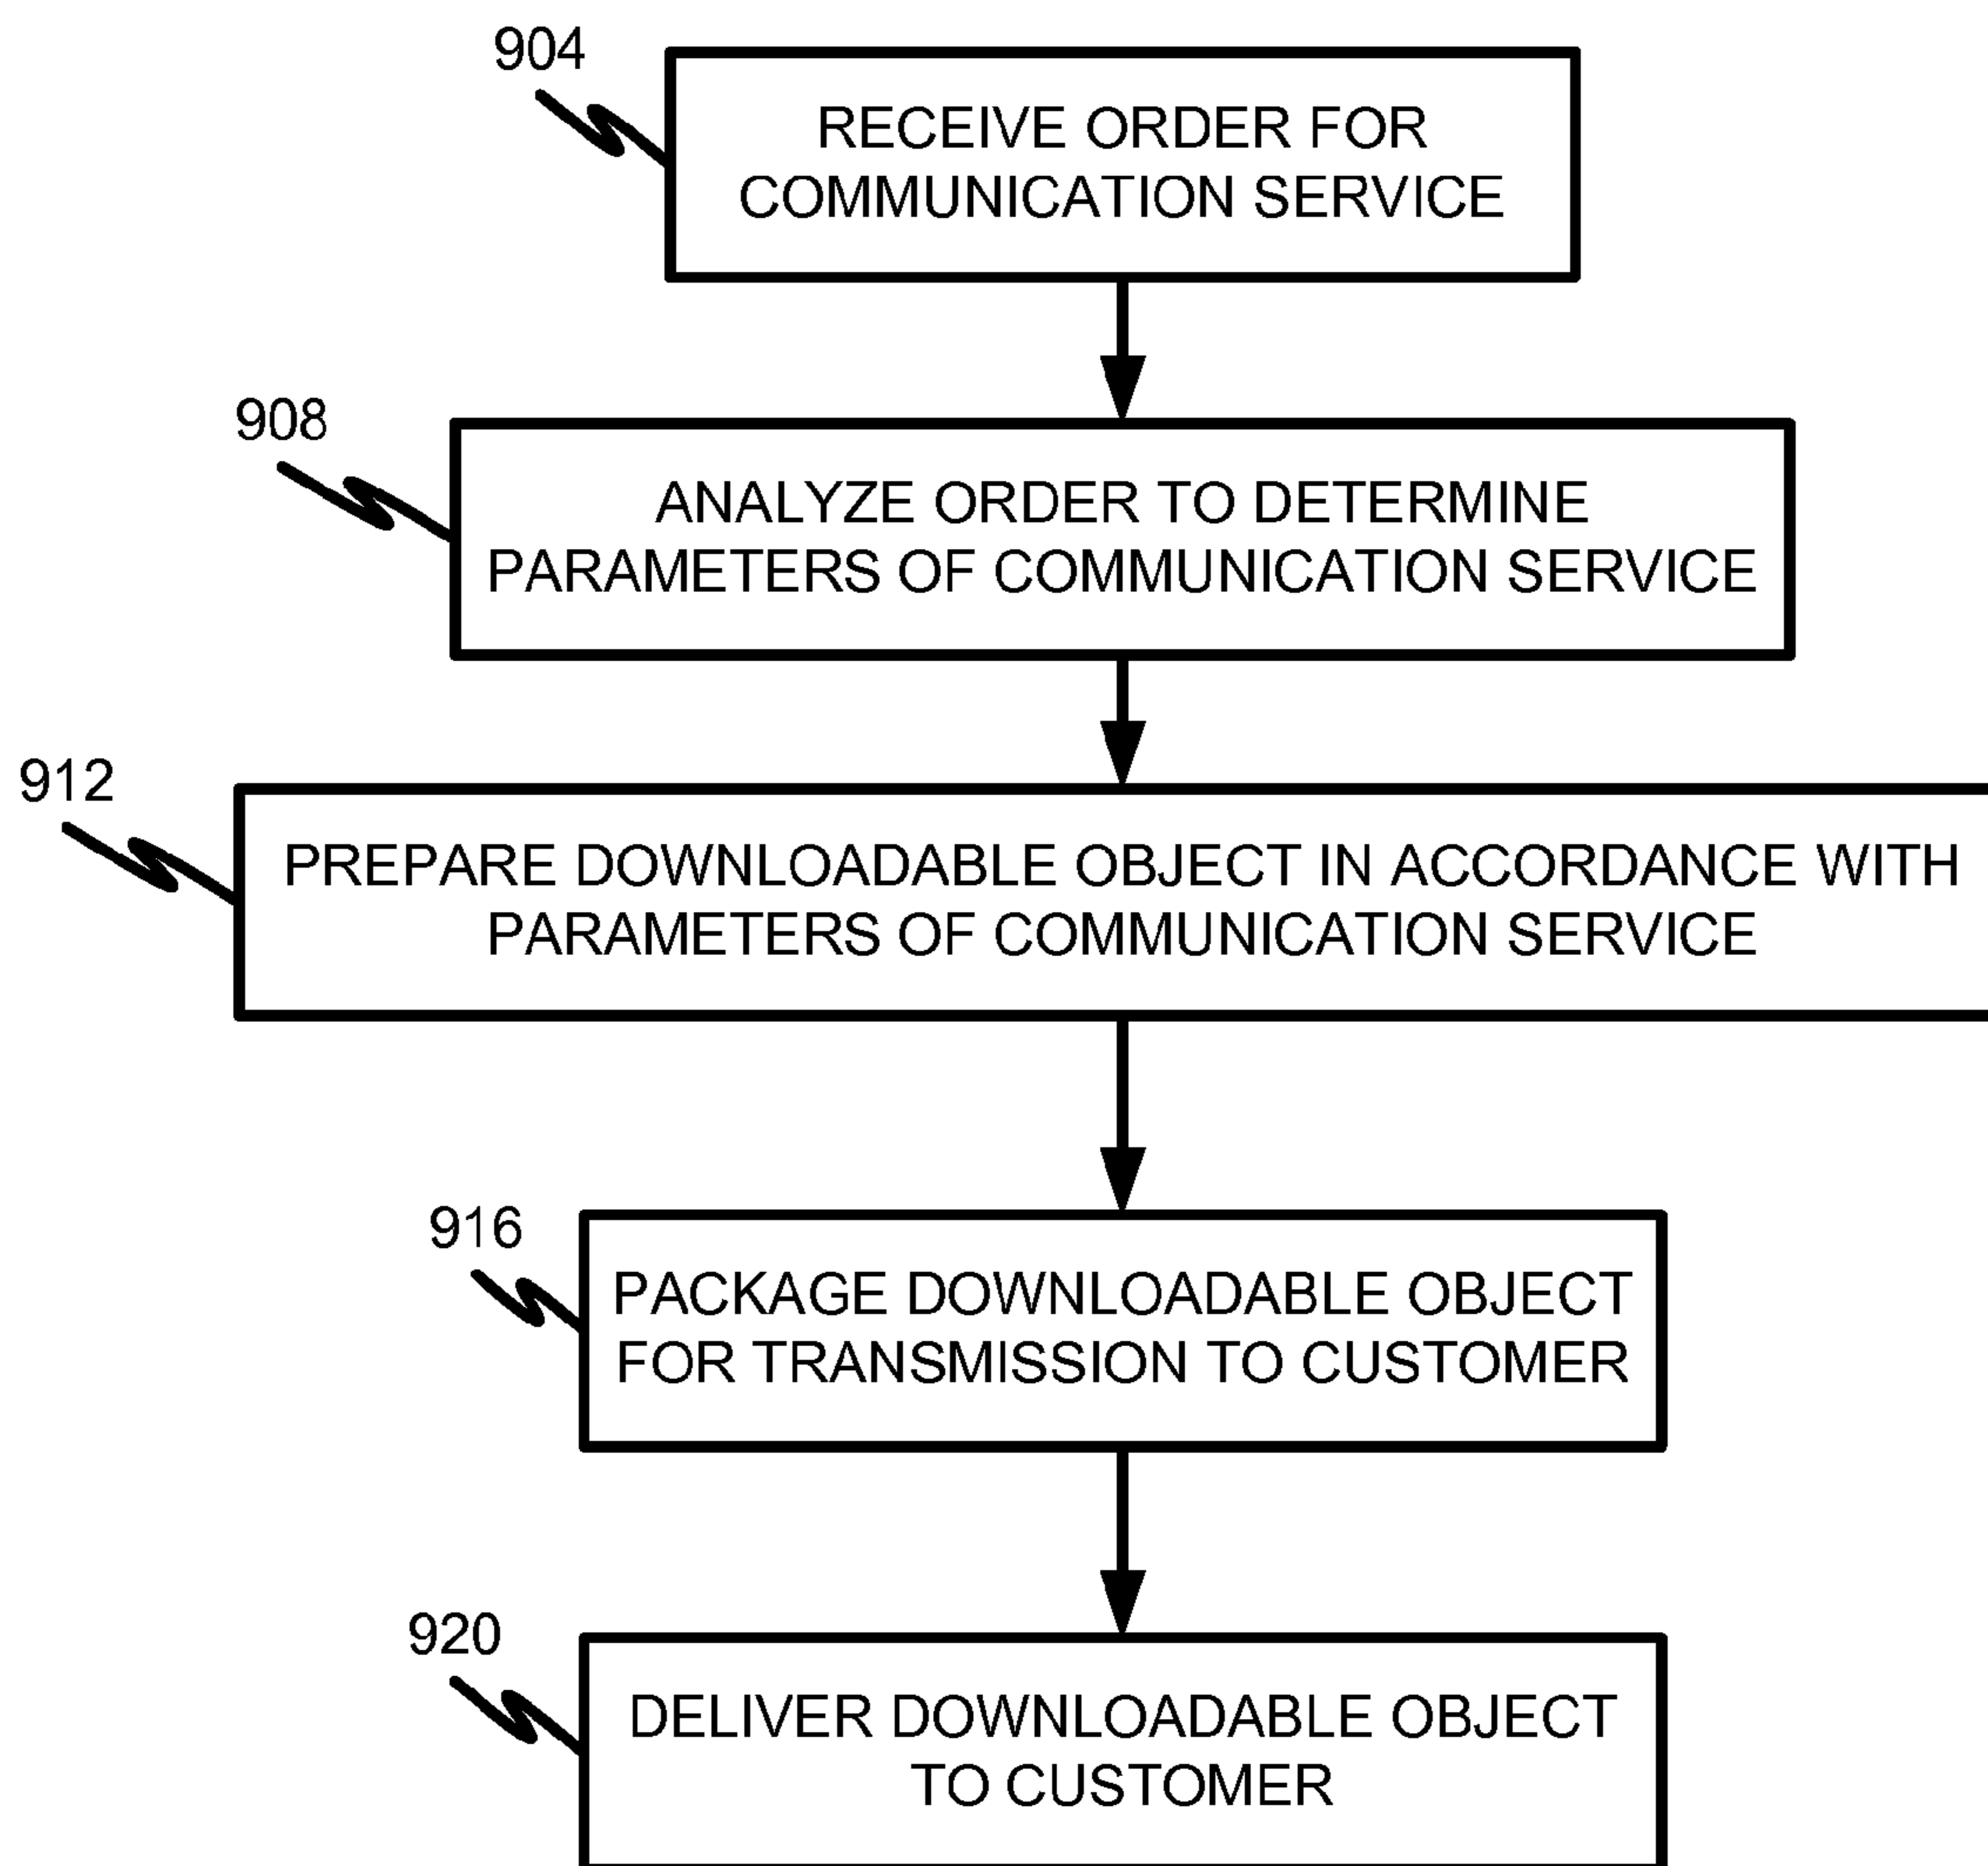 904
RECEIVE ORDER FOR
COMMUNICATION SERVICE
908
ANALYZE ORDER TO DETERMINE
PARAMETERS OF COMMUNICATION SERVICE
912
PREPARE DOWNLOADABLE OBJECT IN ACCORDANCE WITH
PARAMETERS OF COMMUNICATION SERVICE
916
PACKAGE DOWNLOADABLE OBJECT
FOR TRANSMISSION TO CUSTOMER
920
DELIVER DOWNLOADABLE OBJECT
TO CUSTOMER